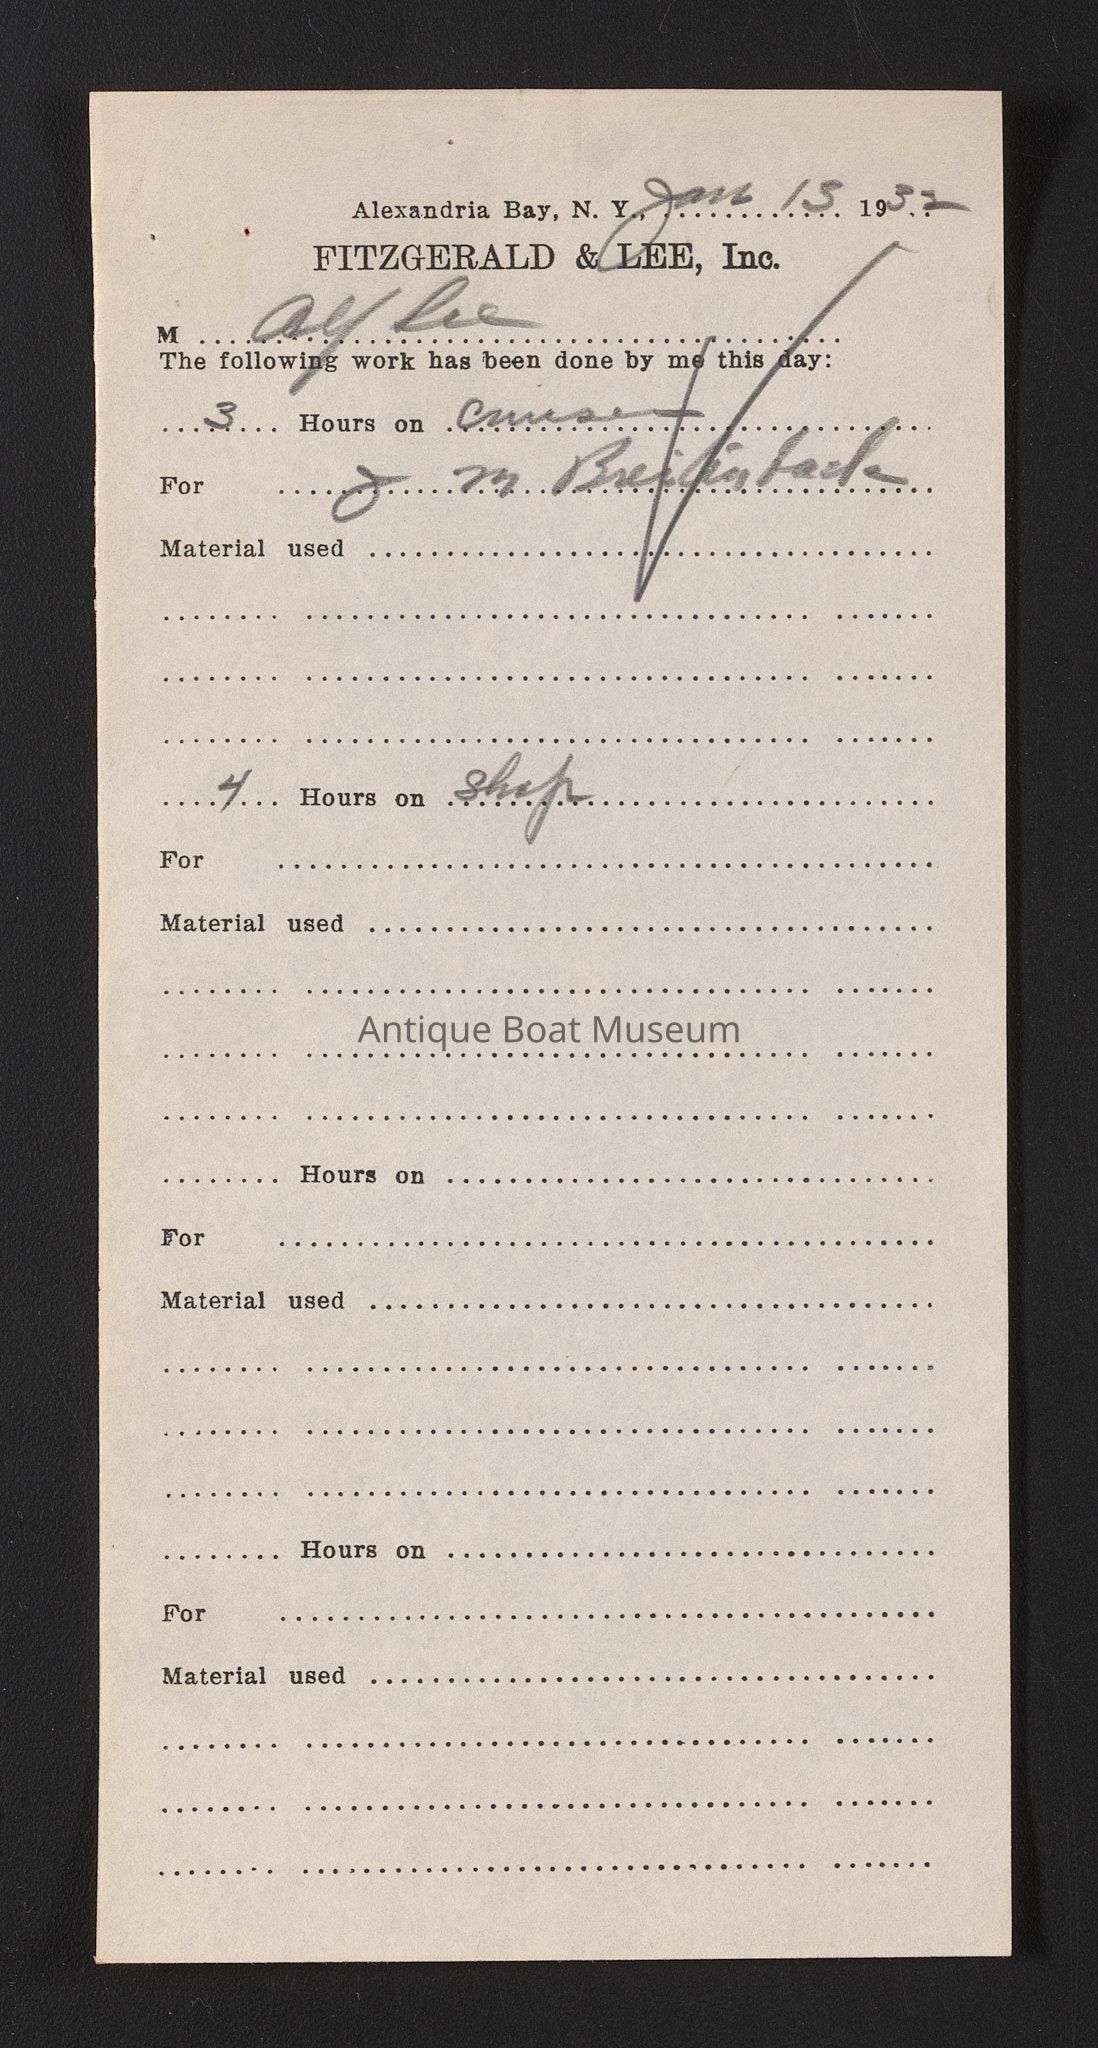 Alexandria Bay, N. Y., Jan 13 1932
FITZGERALD & LEE, Inc.
M Alf Lee
The following work has been done by me this day:
3 Hours on cruiser
For J M Breitenback
Material used
4 Hours on shop
For
Material used
Antique Boat Museum
Hours on
For
Material used
Hours on
For
Material used